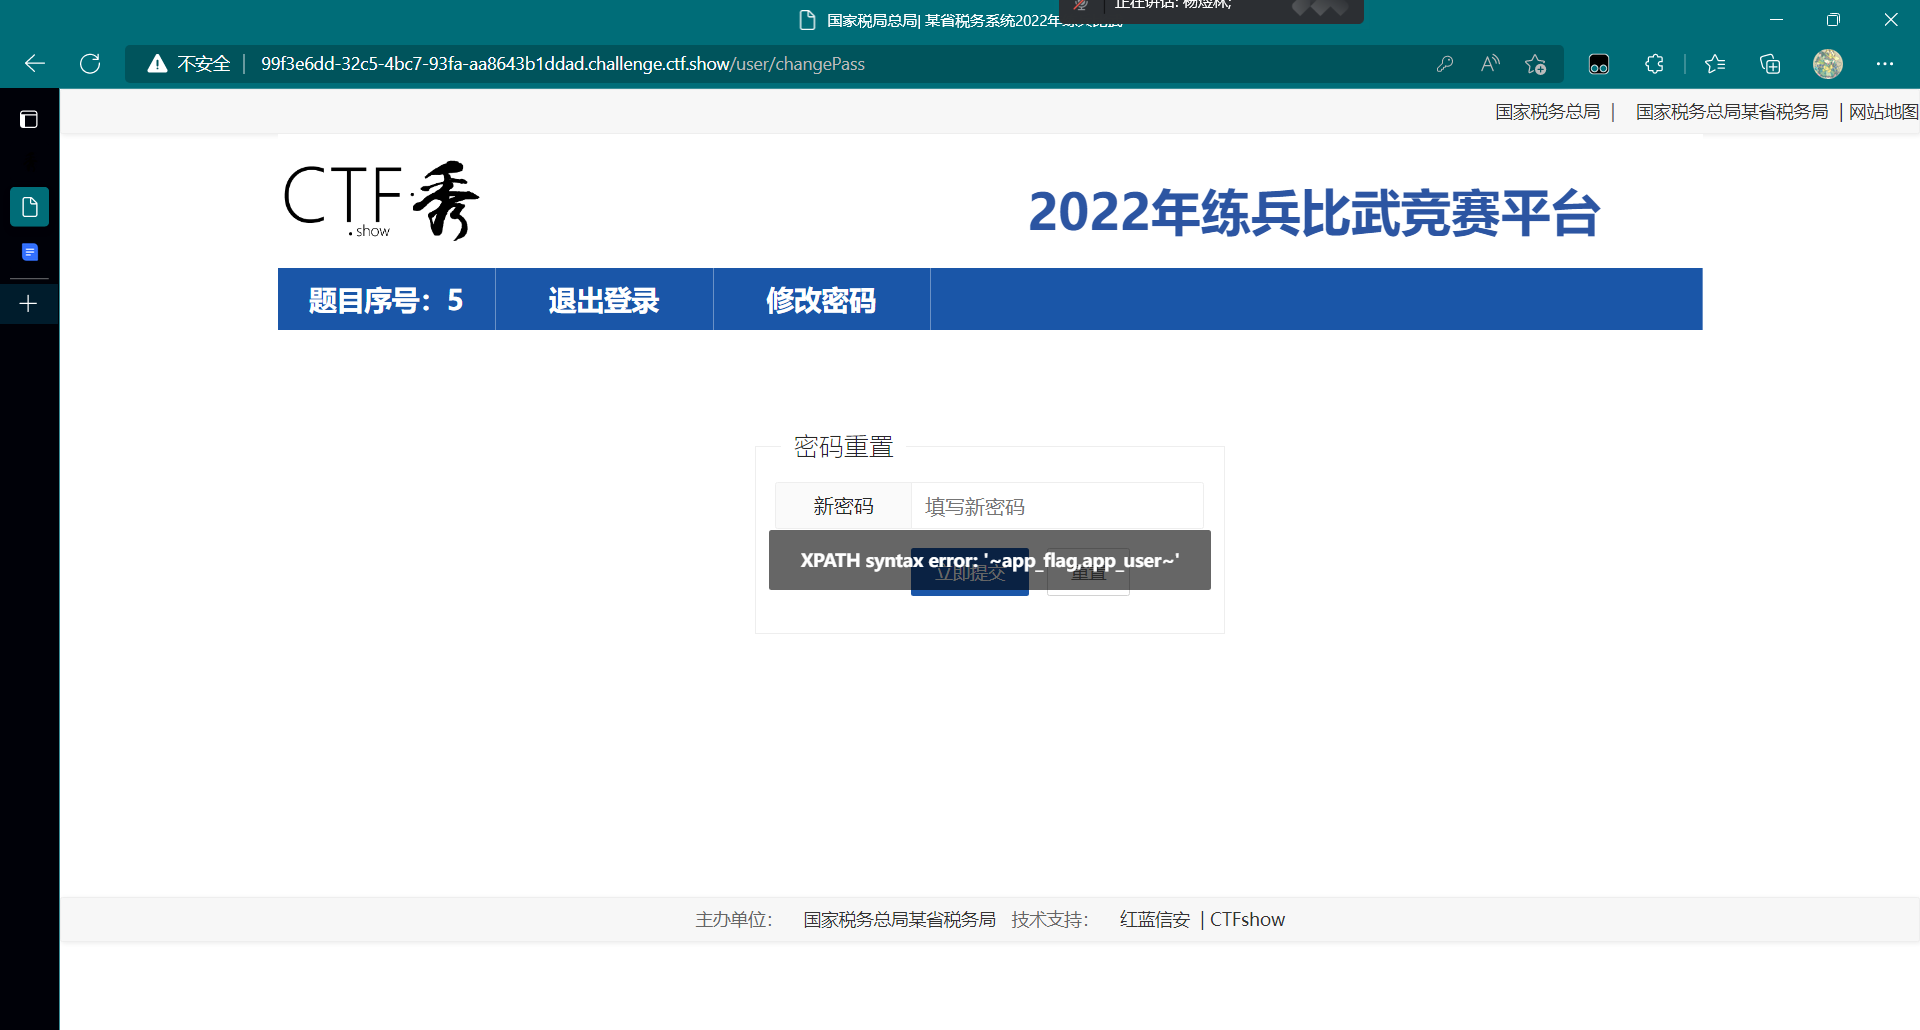 正在讲话: 杨煜林;
国家税局总局| 某省税务系统2022年
不安全 | 99f3e6dd-32c5-4bc7-93fa-aa8643b1ddad.challenge.ctf.show/user/changePass
国家税务总局 | 国家税务总局某省税务局 | 网站地图
CTF秀
.show
2022年练兵比武竞赛平台
题目序号：5 退出登录 修改密码
密码重置
新密码 填写新密码
XPATH syntax error: '~app_flag,app_user~'
立即提交 重置
主办单位： 国家税务总局某省税务局 技术支持： 红蓝信安 | CTFshow